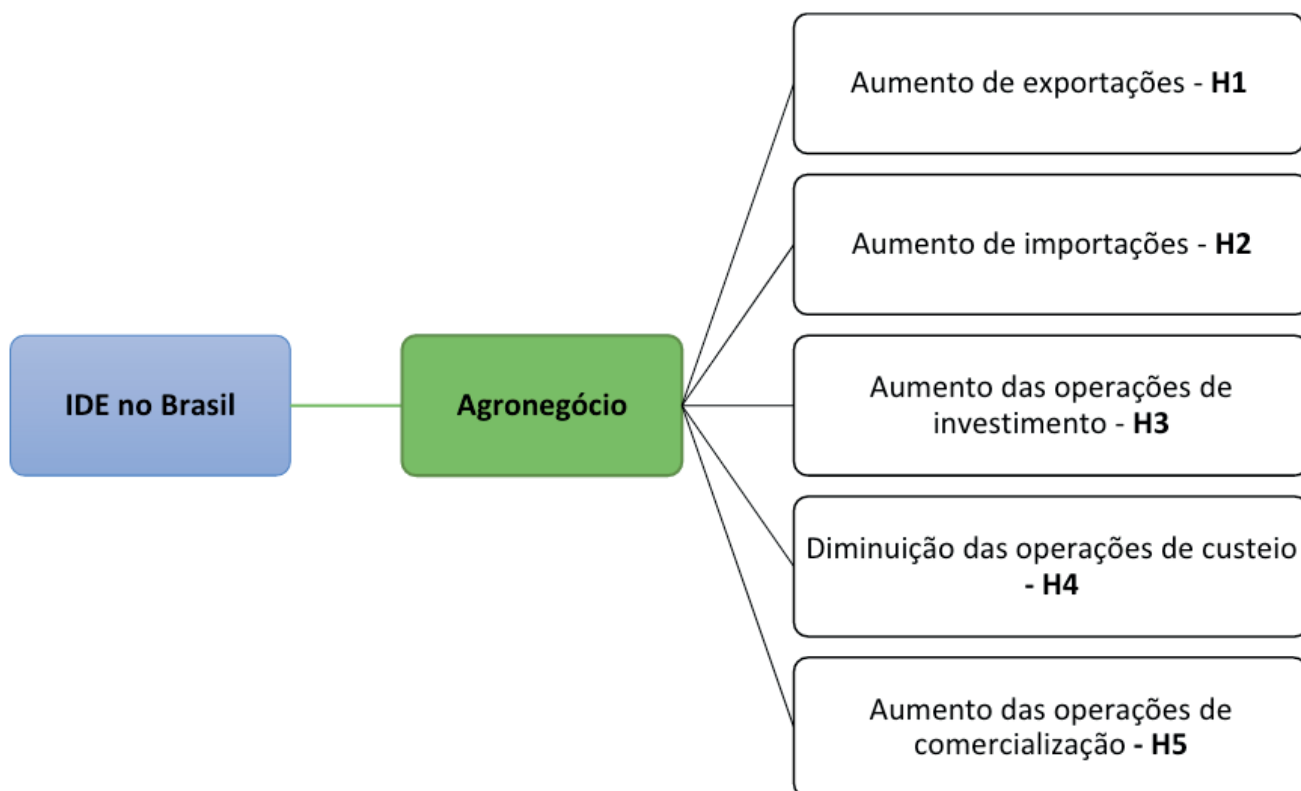 Aumento de exportações - H1
Aumento de importações - H2
IDE no Brasil
Agronegócio
Aumento das operações de
investimento - H3
Diminuição das operações de custeio
- H4
Aumento das operações de
comercialização - H5